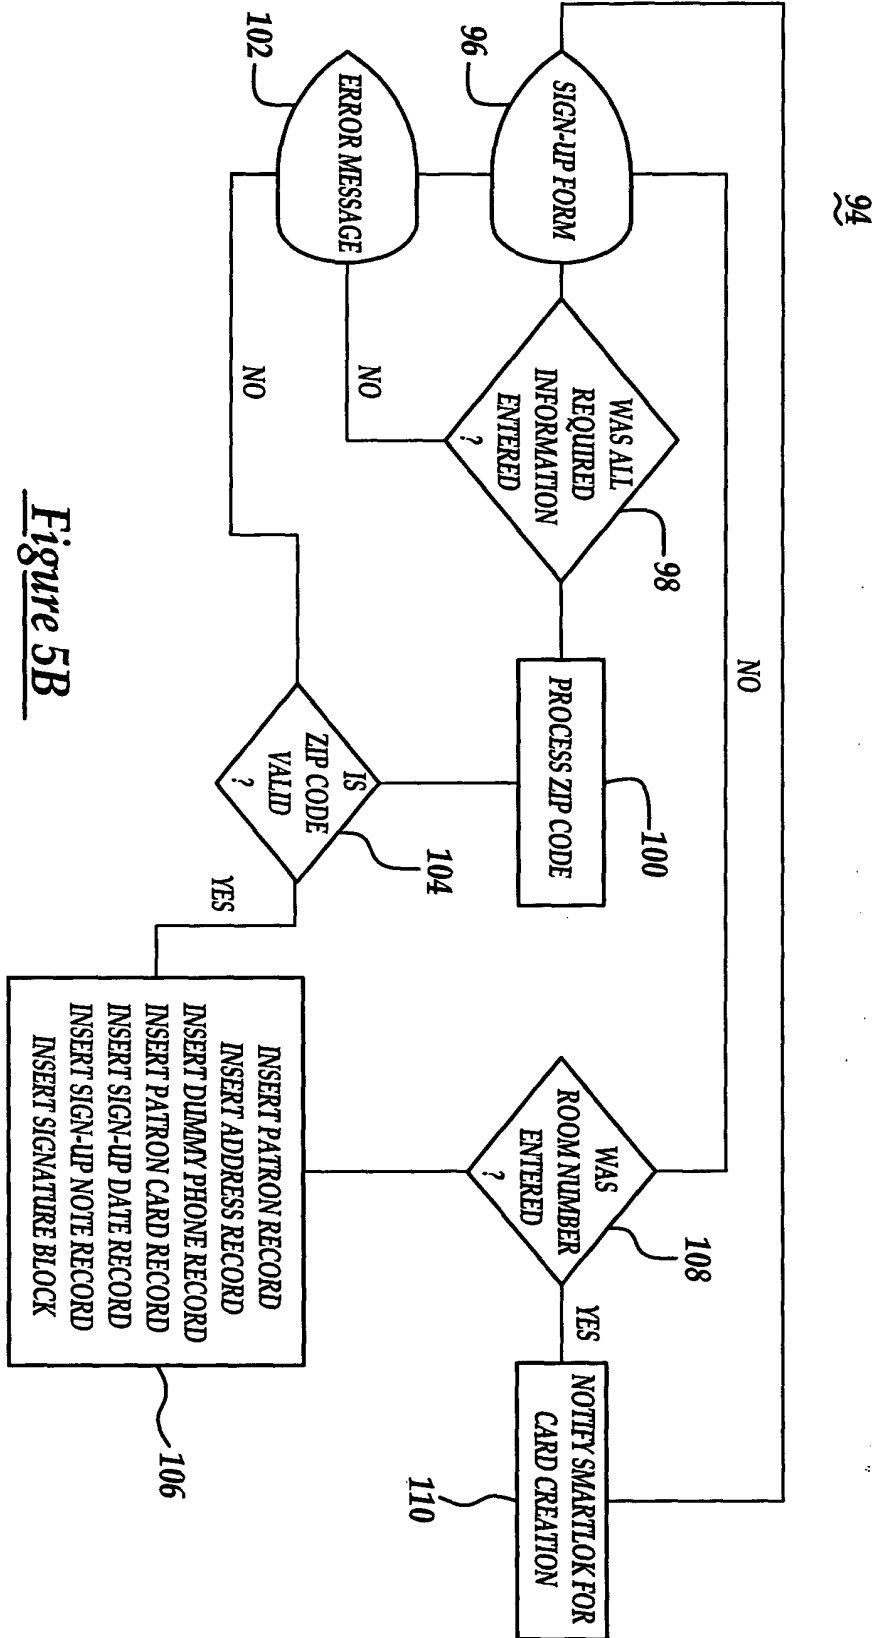 94
96
SIGN-UP FORM
WAS ALL
REQUIRED
INFORMATION
ENTERED
?
98
NO
PROCESS ZIP CODE
100
102
ERROR MESSAGE
NO
NO
IS
ZIP CODE
VALID
?
104
YES
WAS
ROOM NUMBER
ENTERED
?
108
YES
NOTIFY SMARTLOK FOR
CARD CREATION
110
INSERT PATRON RECORD
INSERT ADDRESS RECORD
INSERT DUMMY PHONE RECORD
INSERT PATRON CARD RECORD
INSERT SIGN-UP DATE RECORD
INSERT SIGN-UP NOTE RECORD
INSERT SIGNATURE BLOCK
106
Figure 5B